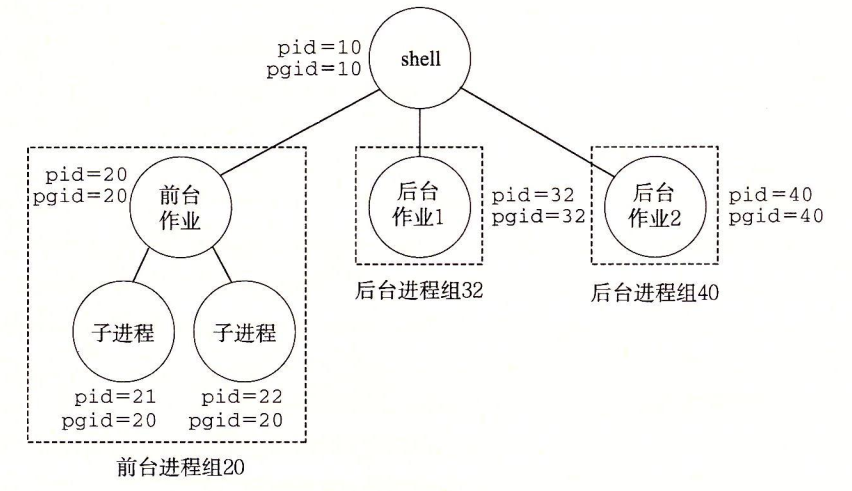 pid=10
pgid=10
shell
pid=20
pgid=20
前台
作业
后台
作业1
pid=32
pgid=32
后台
作业2
pid=40
pgid=40
后台进程组32
后台进程组40
子进程
子进程
pid=21
pgid=20
pid=22
pgid=20
前台进程组20